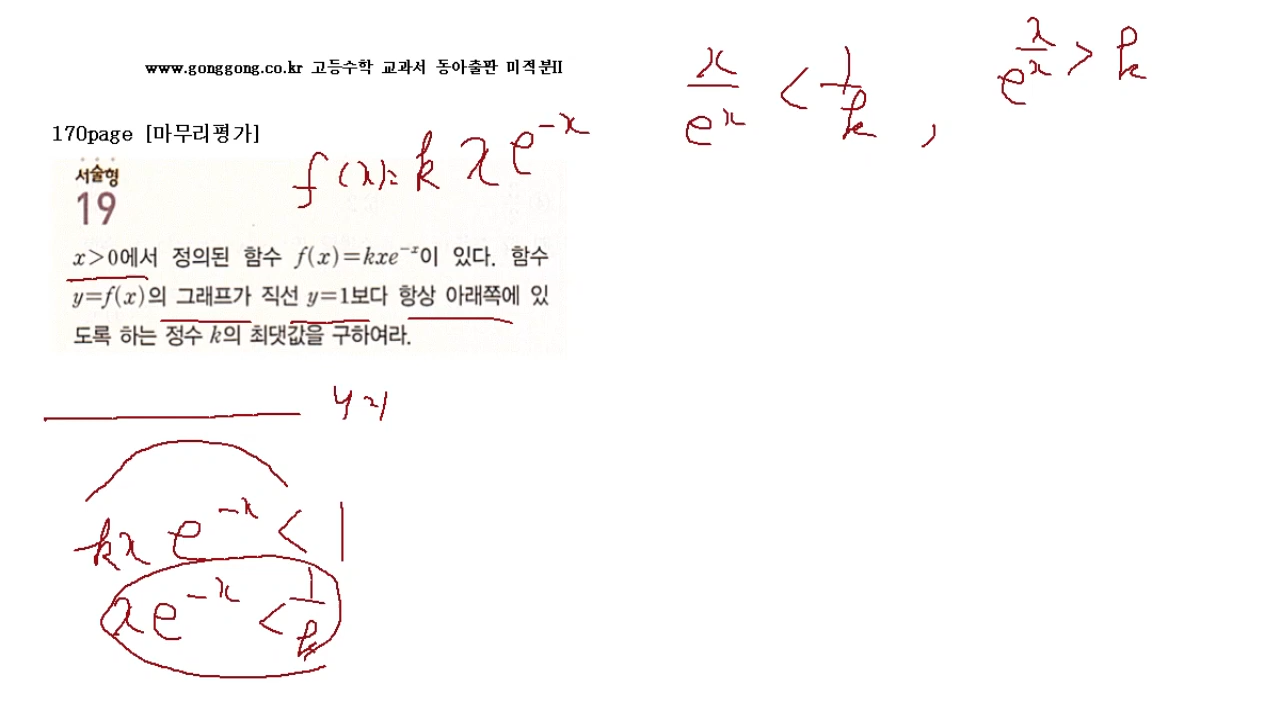 www.gonggong.co.kr 고등수학 교과서 동아출판 미적분II
170page [마무리평가]
f(x)=kxe^{-x}
서술형
19
x>0에서 정의된 함수 f(x)=kxe^{-x}이 있다. 함수
y=f(x)의 그래프가 직선 y=1보다 항상 아래쪽에 있
도록 하는 정수 k의 최댓값을 구하여라.
y=1
kxe^{-x}<1
xe^{-x}<\frac{1}{k}
\frac{x}{e^x}<\frac{1}{k}, \frac{x}{e^x}>k